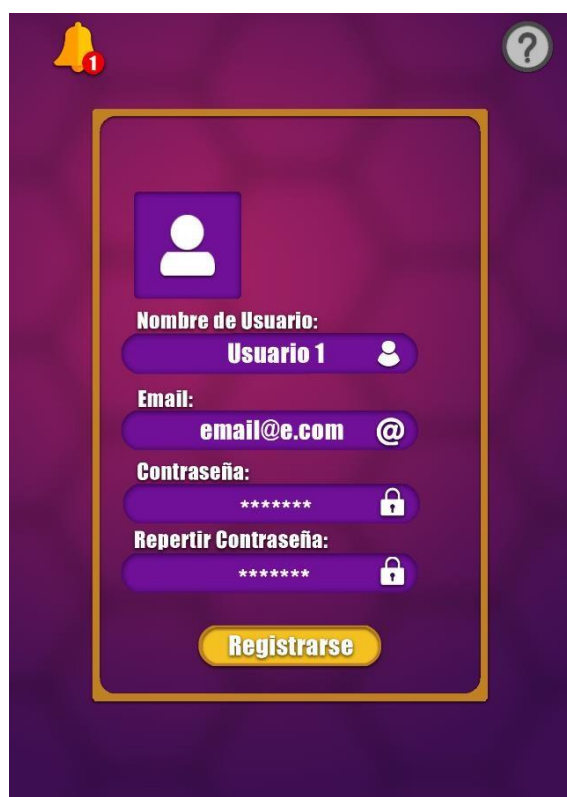 1
?
Nombre de Usuario:
Usuario 1
Email:
email@e.com
@
Contraseña:
*******
Repertir Contraseña:
*******
Registrarse